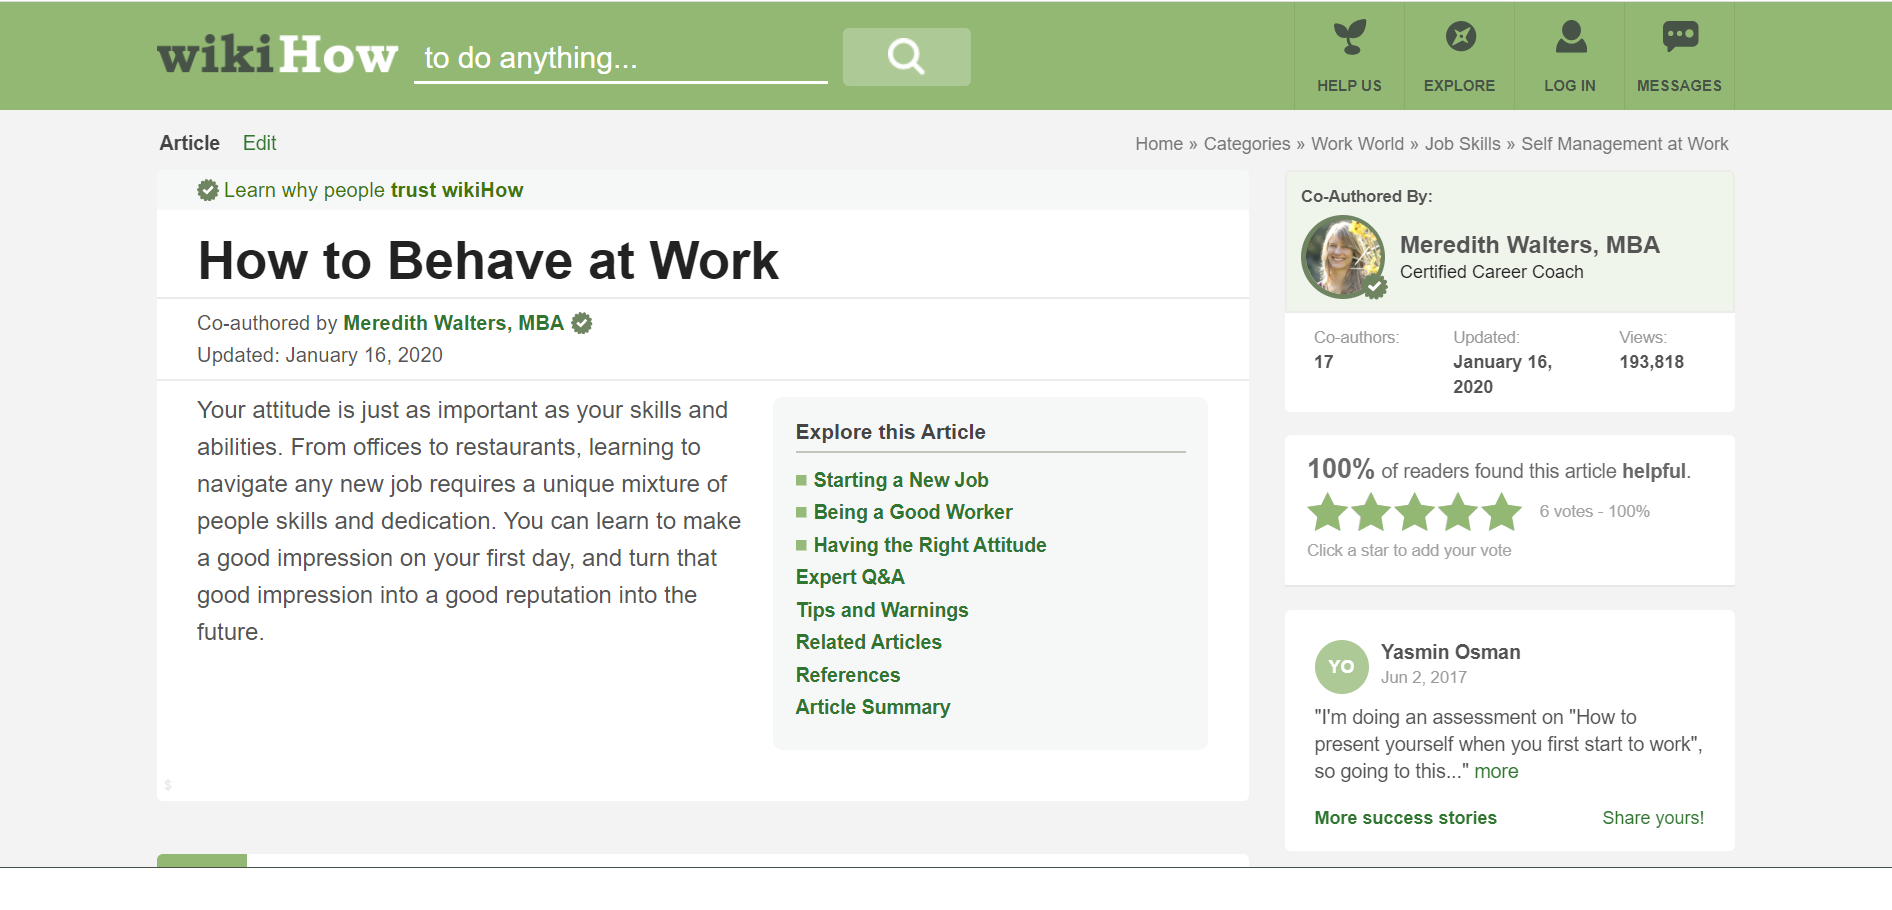 wikiHow to do anything...
HELP US
EXPLORE
LOG IN
MESSAGES
Article Edit
Home » Categories » Work World » Job Skills » Self Management at Work
Learn why people trust wikiHow
How to Behave at Work
Co-authored by Meredith Walters, MBA
Updated: January 16, 2020
Your attitude is just as important as your skills and
abilities. From offices to restaurants, learning to
navigate any new job requires a unique mixture of
people skills and dedication. You can learn to make
a good impression on your first day, and turn that
good impression into a good reputation into the
future.
Explore this Article
Starting a New Job
Being a Good Worker
Having the Right Attitude
Expert Q&A
Tips and Warnings
Related Articles
References
Article Summary
$
Co-Authored By:
Meredith Walters, MBA
Certified Career Coach
Co-authors:
17
Updated:
January 16,
2020
Views:
193,818
100% of readers found this article helpful.
6 votes - 100%
Click a star to add your vote
YO
Yasmin Osman
Jun 2, 2017
"I'm doing an assessment on "How to
present yourself when you first start to work",
so going to this..." more
More success stories Share yours!